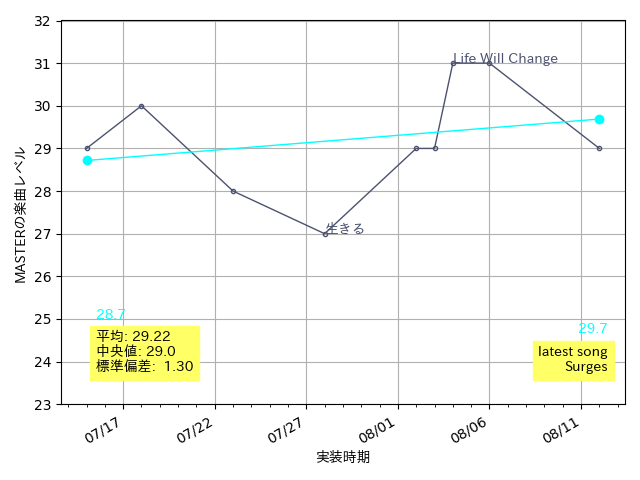 32
31
30
29
28
27
26
25
24
23
MASTERの楽曲レベル
Life Will Change
生きる
28.7
平均: 29.22
中央値: 29.0
標準偏差: 1.30
29.7
latest song
Surges
07/17
07/22
07/27
08/01
08/06
08/11
実装時期